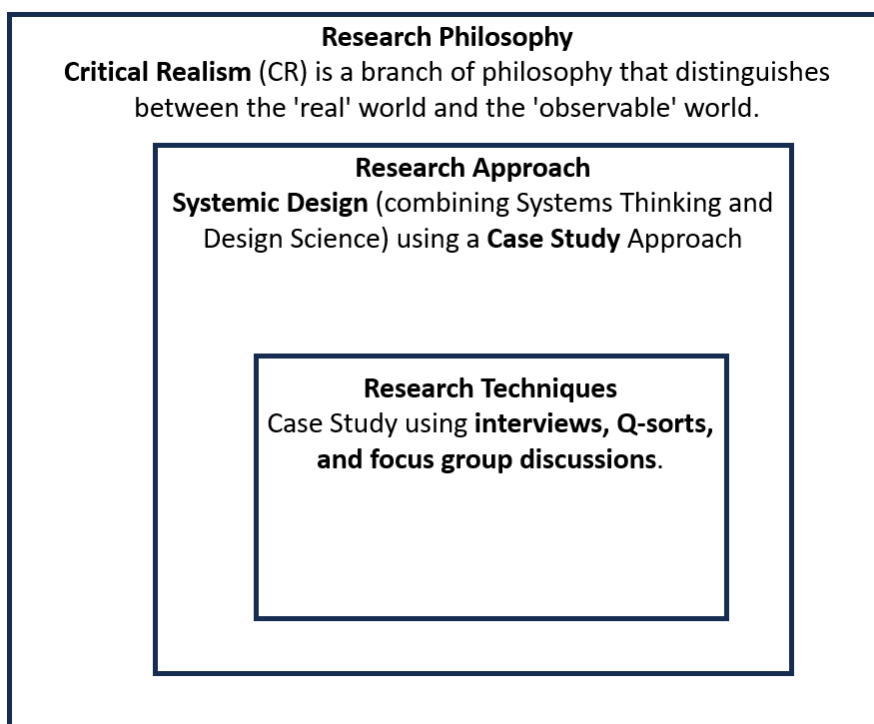 Research Philosophy
Critical Realism (CR) is a branch of philosophy that distinguishes
between the 'real' world and the 'observable' world.
Research Approach
Systemic Design (combining Systems Thinking and
Design Science) using a Case Study Approach
Research Techniques
Case Study using interviews, Q-sorts,
and focus group discussions.